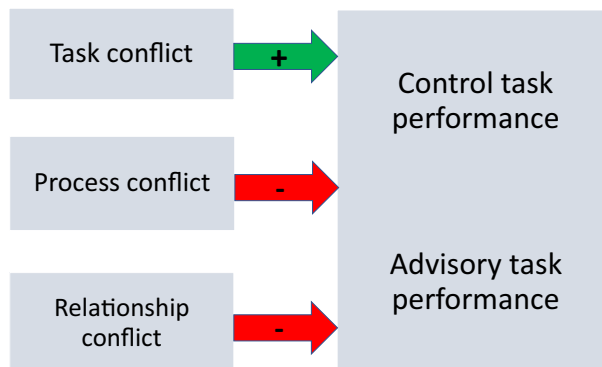 Task conflict
+
Control task
performance
Process conflict
-
Advisory task
performance
Relationship
conflict
-